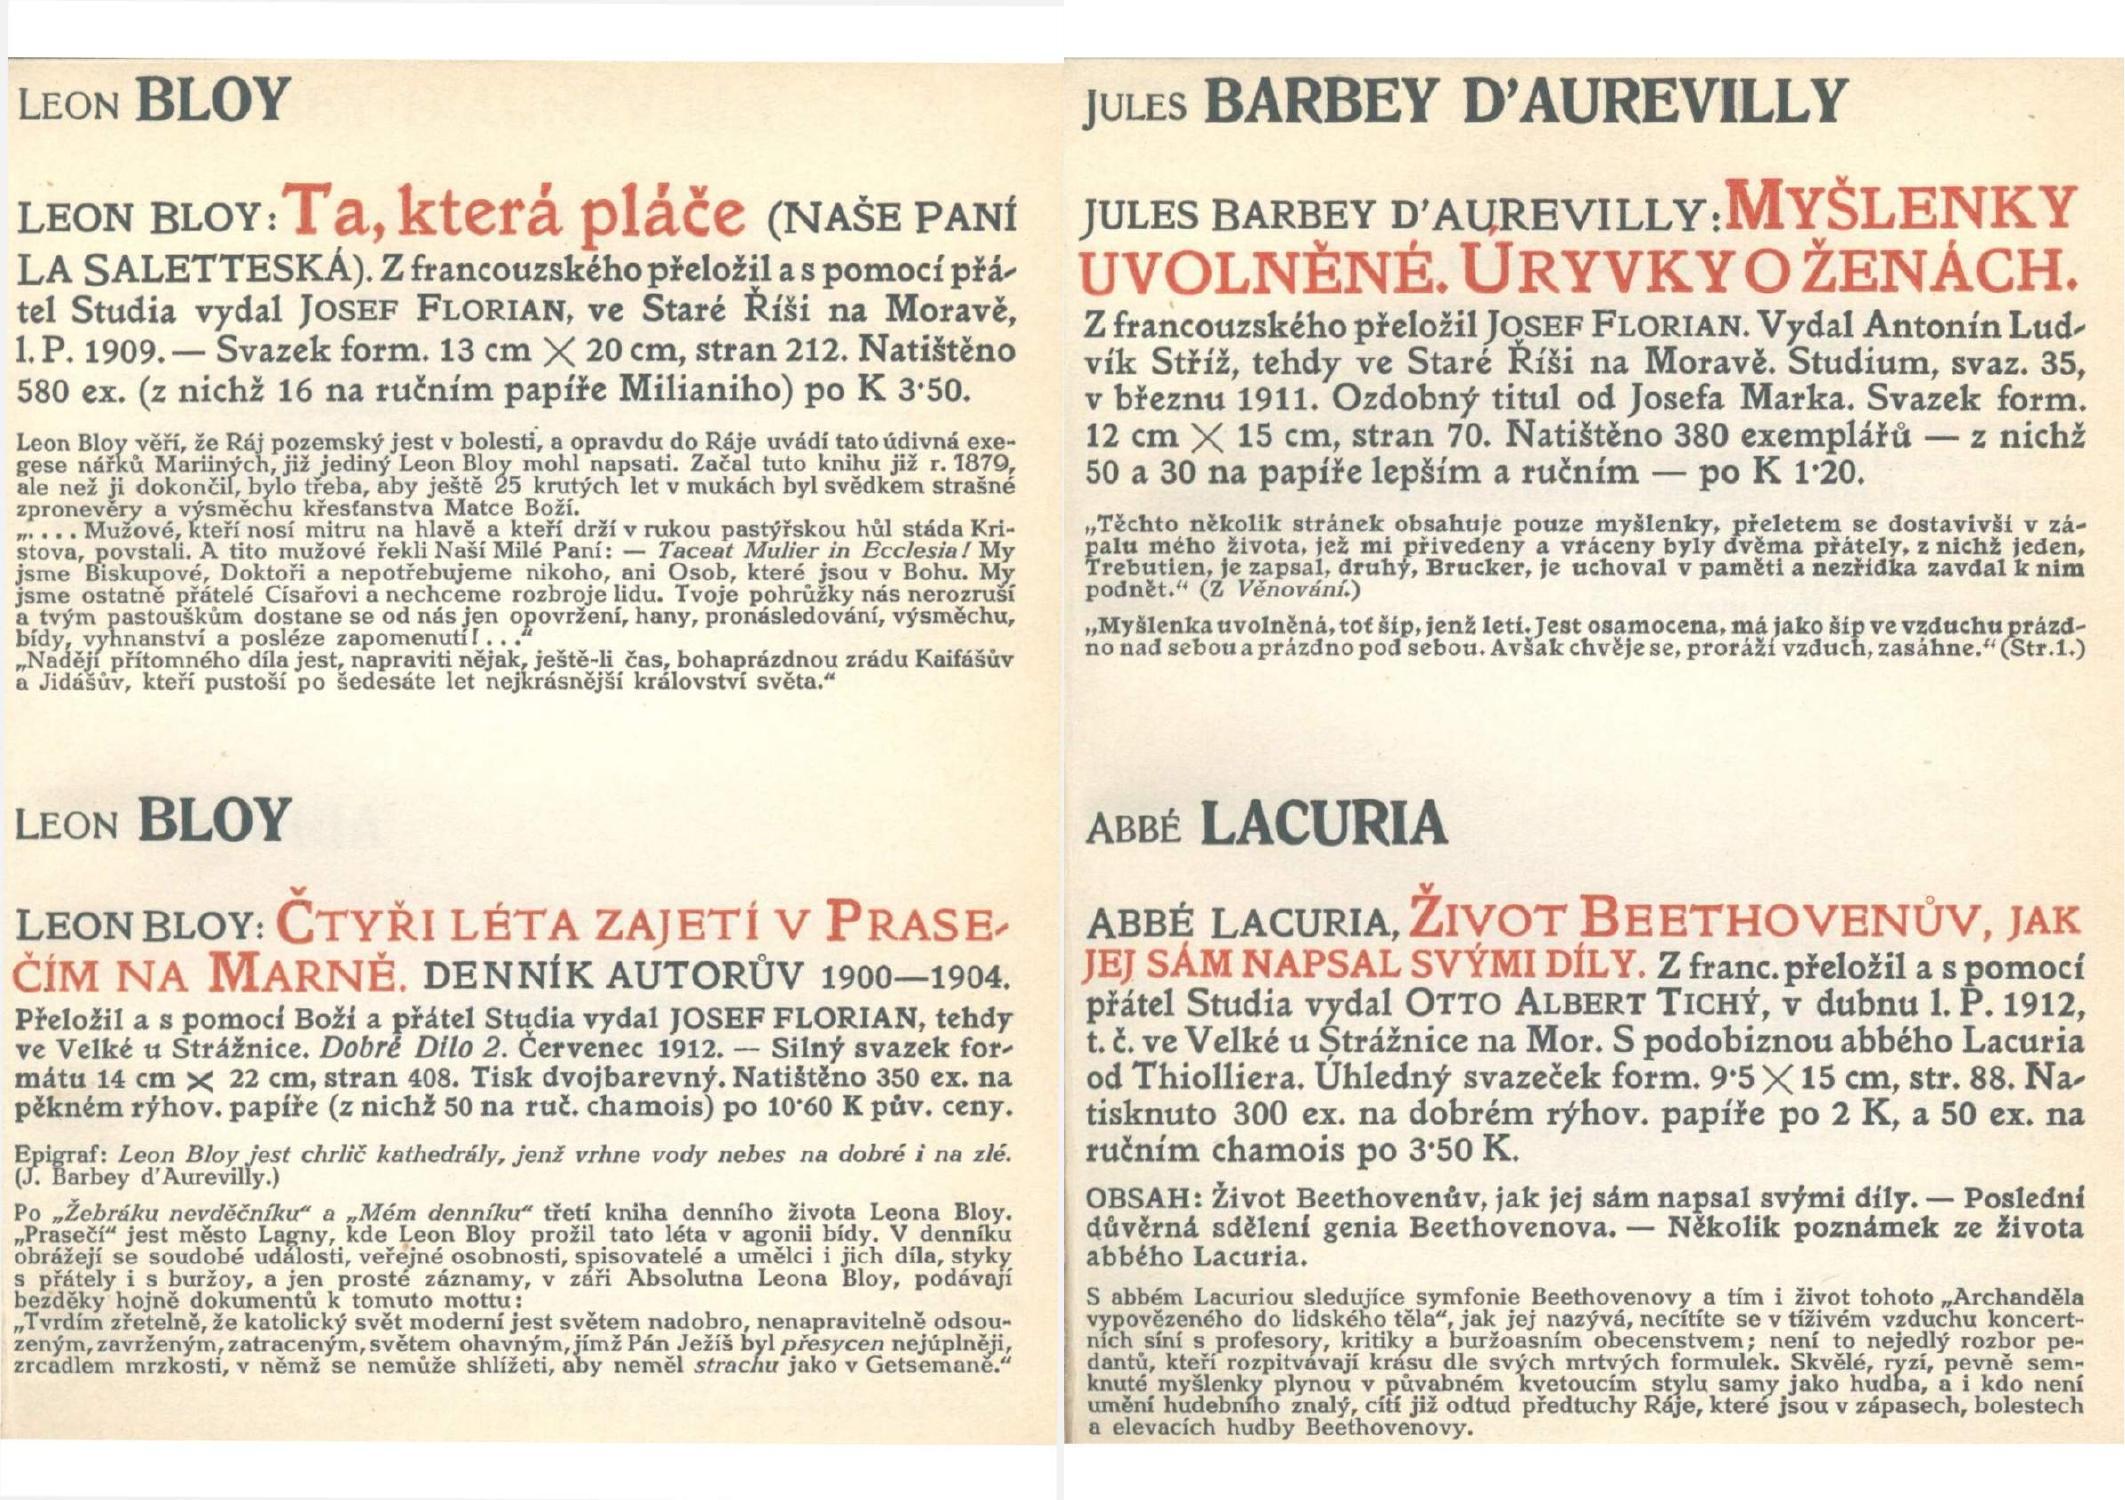 LEON BLOY
LEON BLOY: Ta, která pláče (NAŠE PANÍ
LA SALETTESKÁ). Z francouzského přeložil a s pomocí přá-
tel Studia vydal JOSEF FLORIAN, ve Staré Říši na Moravě,
l. P. 1909. — Svazek form. 13 cm ✕ 20 cm, stran 212. Natištěno
580 ex. (z nichž 16 na ručním papíře Milianiho) po K 3·50.
Leon Bloy věří, že Ráj pozemský jest v bolesti, a opravdu do Ráje uvádí tato údivná exe-
gese nářků Mariiných, již jediný Leon Bloy mohl napsati. Začal tuto knihu již r. 1879,
ale než ji dokončil, bylo třeba, aby ještě 25 krutých let v mukách byl svědkem strašné
zpronevěry a výsměchu křesťanstva Matce Boží.
„. . . . Mužové, kteří nosí mitru na hlavě a kteří drží v rukou pastýřskou hůl stáda Kri-
stova, povstali. A tito mužové řekli Naší Milé Paní: — Taceat Mulier in Ecclesia! My
jsme Biskupové, Doktoři a nepotřebujeme nikoho, ani Osob, které jsou v Bohu. My
jsme ostatně přátelé Císařovi a nechceme rozbroje lidu. Tvoje pohrůžky nás nerozruší
a tvým pastouškům dostane se od nás jen opovržení, hany, pronásledování, výsměchu,
bídy, vyhnanství a posléze zapomenutí! . . .“
„Nadějí přítomného díla jest, napraviti nějak, ještě-li čas, bohaprázdnou zrádu Kaifášův
a Jidášův, kteří pustoší po šedesáte let nejkrásnější království světa.“
LEON BLOY
LEON BLOY: ČTYŘI LÉTA ZAJETÍ V PRASE-
ČÍM NA MARNĚ. DENNÍK AUTORŮV 1900—1904.
Přeložil a s pomocí Boží a přátel Studia vydal JOSEF FLORIAN, tehdy
ve Velké u Strážnice. Dobré Dílo 2. Červenec 1912. — Silný svazek for-
mátu 14 cm ✕ 22 cm, stran 408. Tisk dvojbarevný. Natištěno 350 ex. na
pěkném rýhov. papíře (z nichž 50 na ruč. chamois) po 10·60 K pův. ceny.
Epigraf: Leon Bloy jest chrlič kathedrály, jenž vrhne vody nebes na dobré i na zlé.
(J. Barbey d'Aurevilly.)
Po „Žebráku nevděčníku“ a „Mém denníku“ třetí kniha denního života Leona Bloy.
„Prasečí“ jest město Lagny, kde Leon Bloy prožil tato léta v agonii bídy. V denníku
obrážejí se soudobé události, veřejné osobnosti, spisovatelé a umělci i jich díla, styky
s přátely i s buržoy, a jen prosté záznamy, v záři Absolutna Leona Bloy, podávají
bezděky hojně dokumentů k tomuto mottu:
„Tvrdím zřetelně, že katolický svět moderní jest světem nadobro, nenapravitelně odsou-
zeným, zavrženým, zatraceným, světem ohavným, jímž Pán Ježíš byl přesycen nejúplněji,
zrcadlem mrzkosti, v němž se nemůže shlížeti, aby neměl strachu jako v Getsemaně.“
JULES BARBEY D'AUREVILLY
JULES BARBEY D'AUREVILLY: MYŠLENKY
UVOLNĚNÉ. ÚRYVKY O ŽENÁCH.
Z francouzského přeložil JOSEF FLORIAN. Vydal Antonín Lud-
vík Stříž, tehdy ve Staré Říši na Moravě. Studium, svaz. 35,
v březnu 1911. Ozdobný titul od Josefa Marka. Svazek form.
12 cm ✕ 15 cm, stran 70. Natištěno 380 exemplářů — z nichž
50 a 30 na papíře lepším a ručním — po K 1·20.
„Těchto několik stránek obsahuje pouze myšlenky, přeletem se dostavivší v zá-
palu mého života, jež mi přivedeny a vráceny byly dvěma přátely, z nichž jeden,
Trebutien, je zapsal, druhý, Brucker, je uchoval v paměti a nezřídka zavdal k nim
podnět.“ (Z Věnování.)
„Myšlenka uvolněná, toť šíp, jenž letí. Jest osamocena, má jako šíp ve vzduchu prázd-
no nad sebou a prázdno pod sebou. Avšak chvěje se, proráží vzduch, zasáhne.“ (Str. 1.)
ABBÉ LACURIA
ABBÉ LACURIA, ŽIVOT BEETHOVENŮV, JAK
JEJ SÁM NAPSAL SVÝMI DÍLY. Z franc. přeložil a s pomocí
přátel Studia vydal OTTO ALBERT TICHÝ, v dubnu l. P. 1912,
t. č. ve Velké u Strážnice na Mor. S podobiznou abbého Lacuria
od Thiolliera. Úhledný svazeček form. 9·5 ✕ 15 cm, str. 88. Na-
tisknuto 300 ex. na dobrém rýhov. papíře po 2 K, a 50 ex. na
ručním chamois po 3·50 K.
OBSAH: Život Beethovenův, jak jej sám napsal svými díly. — Poslední
důvěrná sdělení genia Beethovenova. — Několik poznámek ze života
abbého Lacuria.
S abbém Lacuriou sledujíce symfonie Beethovenovy a tím i život tohoto „Archanděla
vypovězeného do lidského těla“, jak jej nazývá, necítíte se v tíživém vzduchu koncert-
ních síní s profesory, kritiky a buržoasním obecenstvem; není to nejedlý rozbor pe-
dantů, kteří rozpitvávají krásu dle svých mrtvých formulek. Skvělé, ryzí, pevně sem-
knuté myšlenky plynou v půvabném kvetoucím stylu samy jako hudba, a i kdo není
umění hudebního znalý, cítí již odtud předtuchy Ráje, které jsou v zápasech, bolestech
a elevacích hudby Beethovenovy.